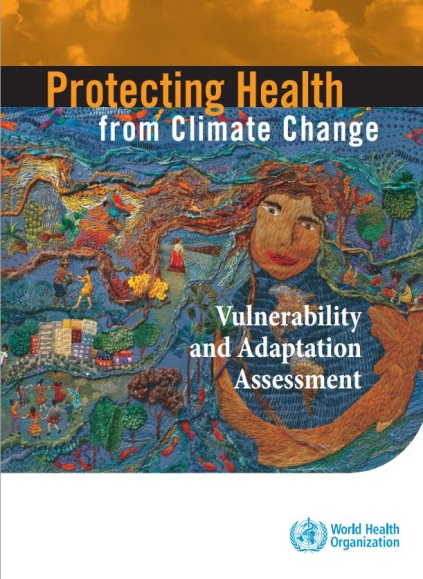 Protecting Health
from Climate Change
Vulnerability
and Adaptation
Assessment
World Health
Organization